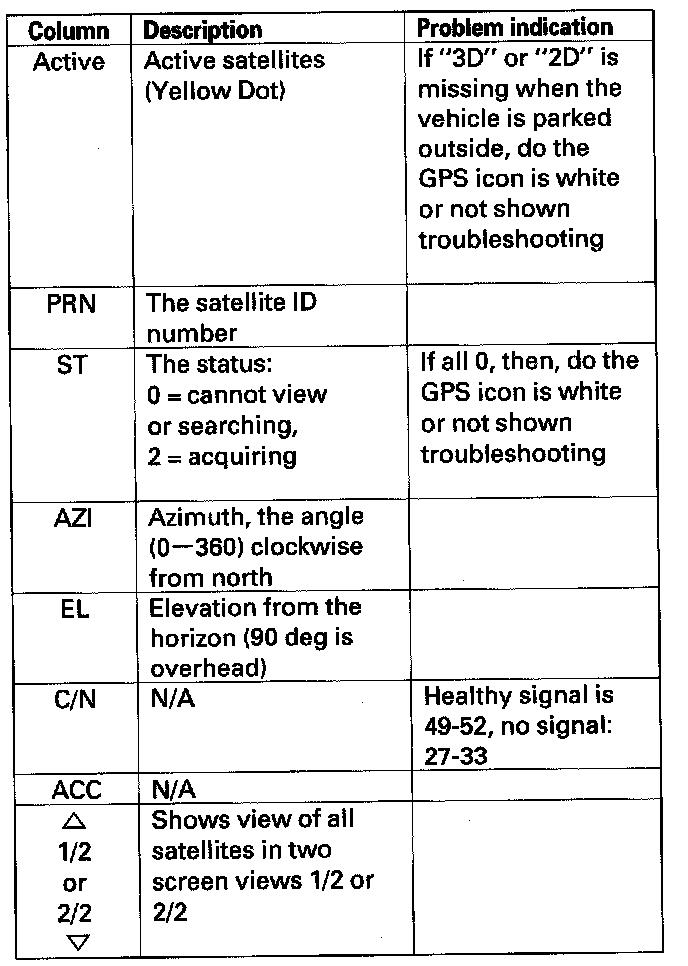 Column Description Problem indication
Active Active satellites If "3D" or "2D" is
(Yellow Dot) missing when the
vehicle is parked
outside, do the
GPS icon is white
or not shown
troubleshooting
PRN The satellite ID
number
ST The status: If all 0, then, do the
0 = cannot view GPS icon is white
or searching, or not shown
2 = acquiring troubleshooting
AZI Azimuth, the angle
(0—360) clockwise
from north
EL Elevation from the
horizon (90 deg is
overhead)
C/N N/A Healthy signal is
49-52, no signal:
27-33
ACC N/A
△ Shows view of all
1/2 satellites in two
or screen views 1/2 or
2/2 2/2
▽